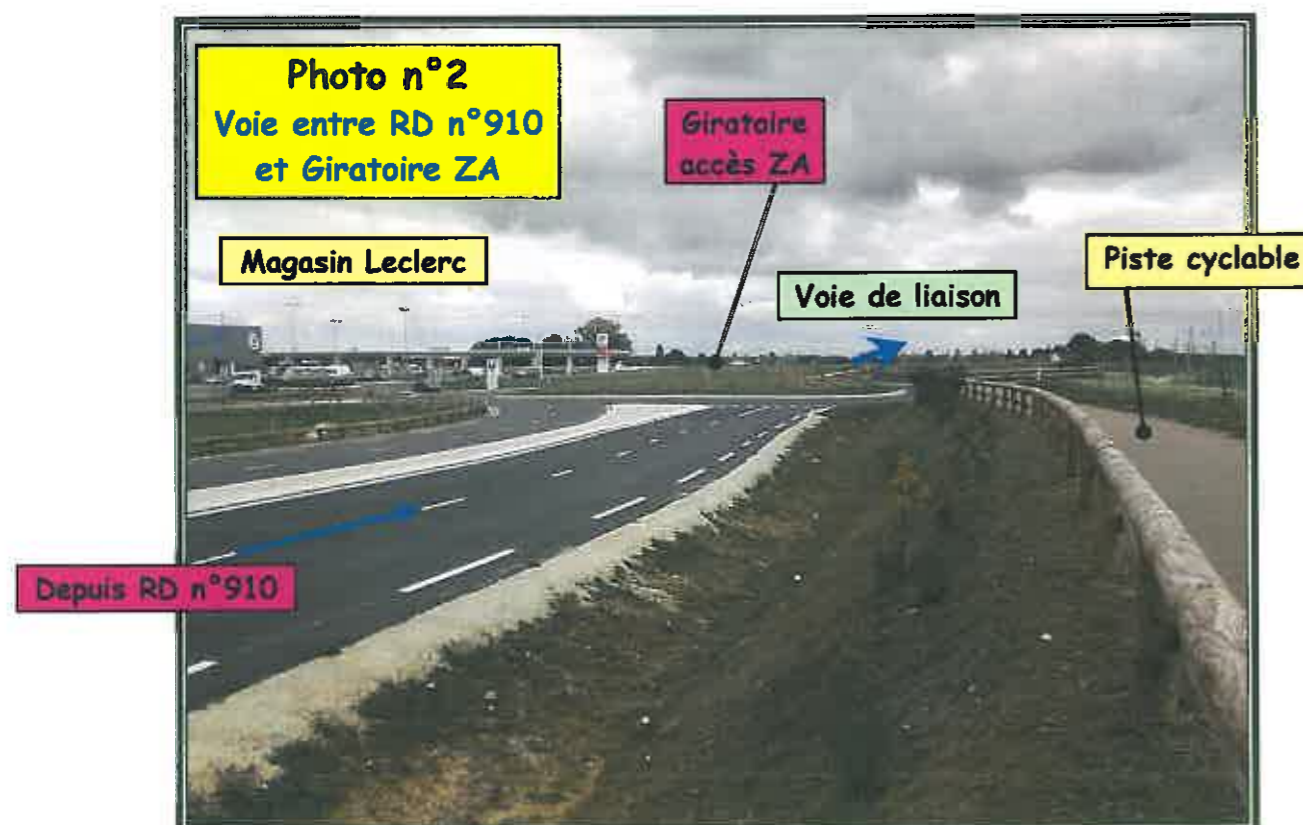 Photo n°2
Voie entre RD n°910
et Giratoire ZA
Giratoire
accès ZA
Magasin Leclerc
Voie de liaison
Piste cyclable
Depuis RD n°910